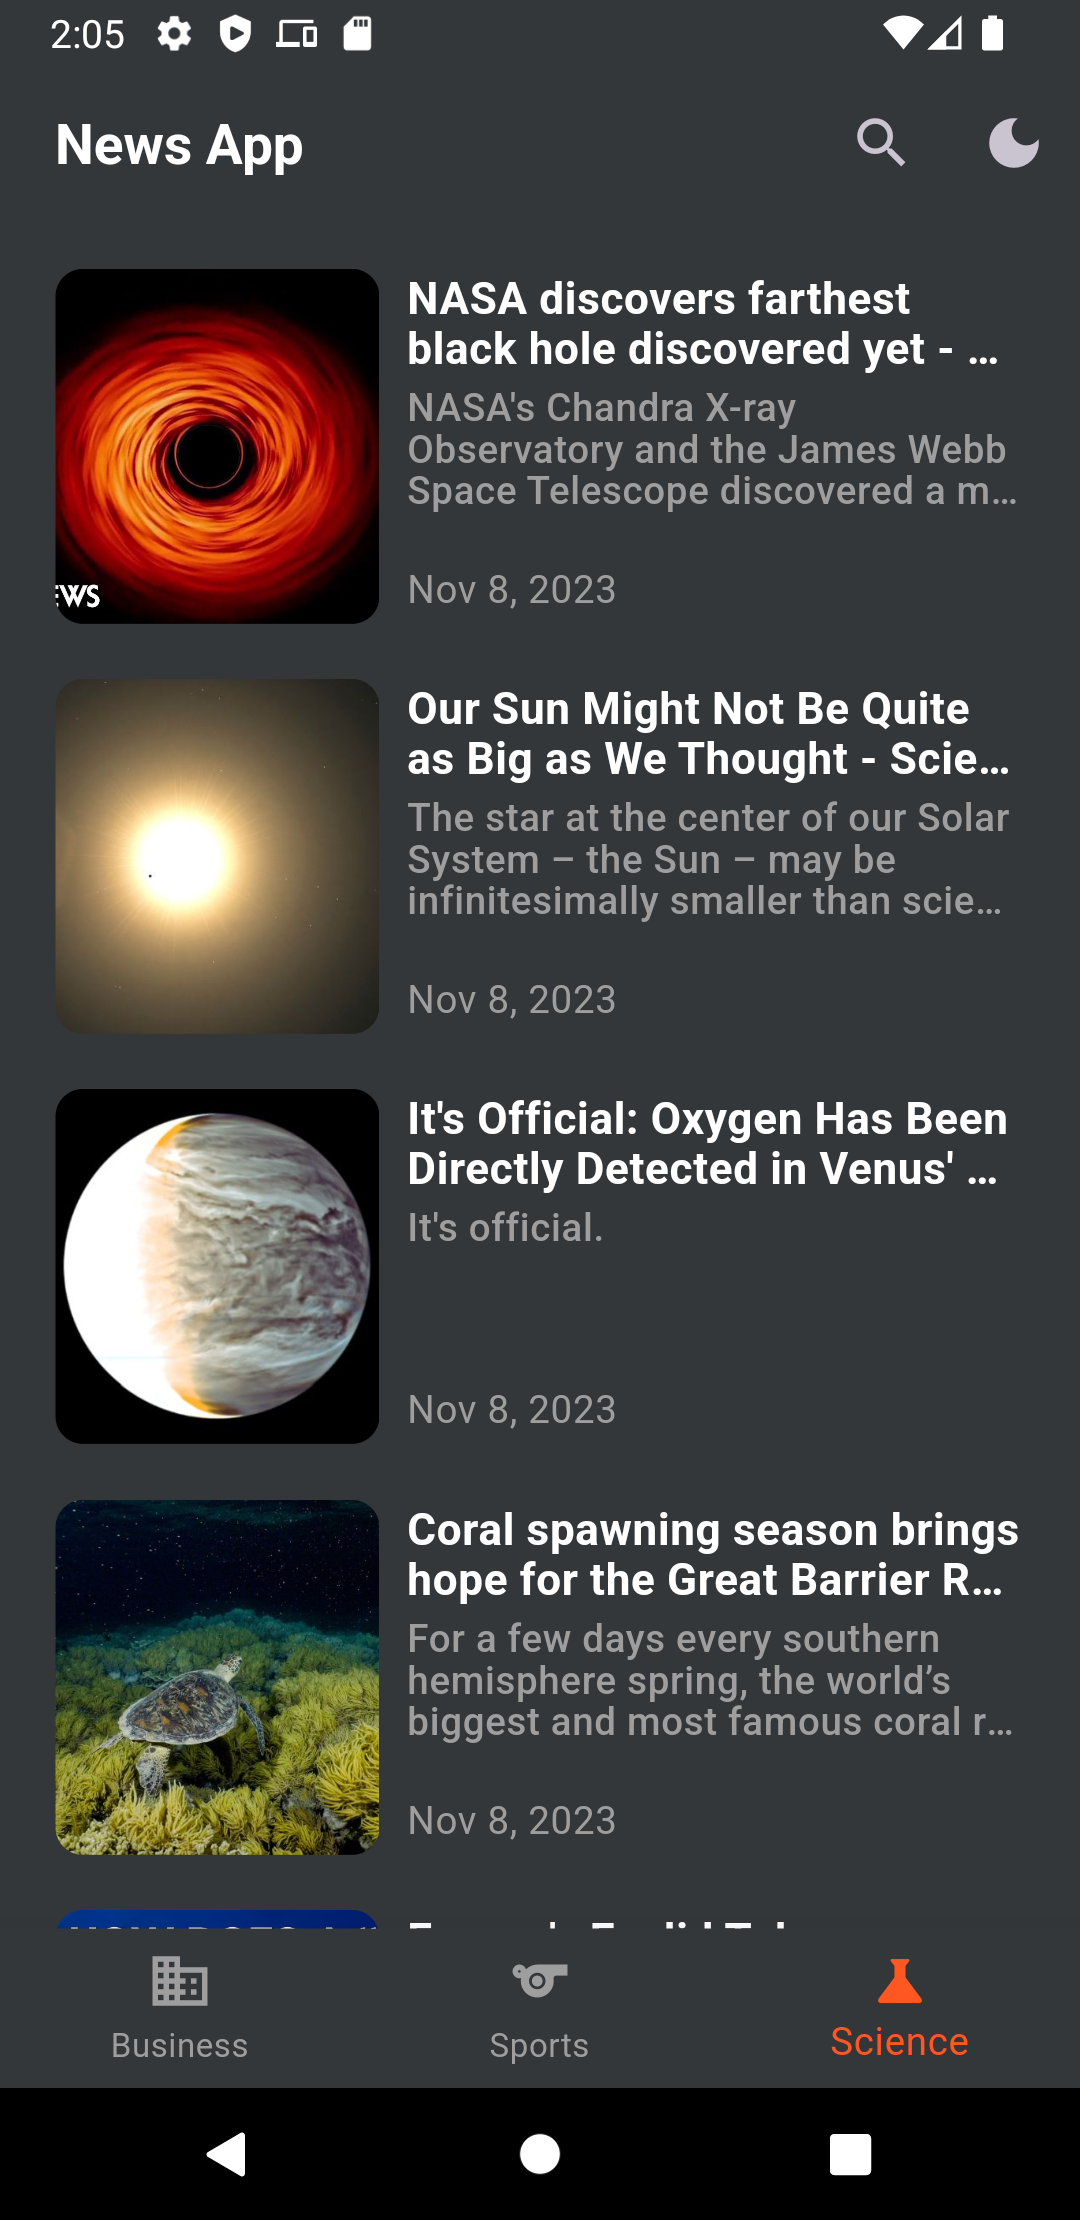 2:05
News App
NASA discovers farthest
black hole discovered yet - …
NASA's Chandra X-ray
Observatory and the James Webb
Space Telescope discovered a m…
Nov 8, 2023
EWS
Our Sun Might Not Be Quite
as Big as We Thought - Scie…
The star at the center of our Solar
System – the Sun – may be
infinitesimally smaller than scie…
Nov 8, 2023
It's Official: Oxygen Has Been
Directly Detected in Venus' …
It's official.
Nov 8, 2023
Coral spawning season brings
hope for the Great Barrier R…
For a few days every southern
hemisphere spring, the world’s
biggest and most famous coral r…
Nov 8, 2023
Business
Sports
Science